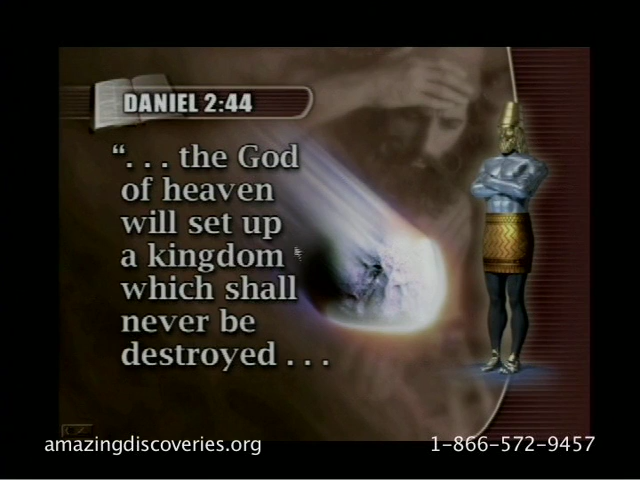 DANIEL 2:44
“. . . the God
of heaven
will set up
a kingdom
which shall
never be
destroyed . . .
amazingdiscoveries.org
1-866-572-9457